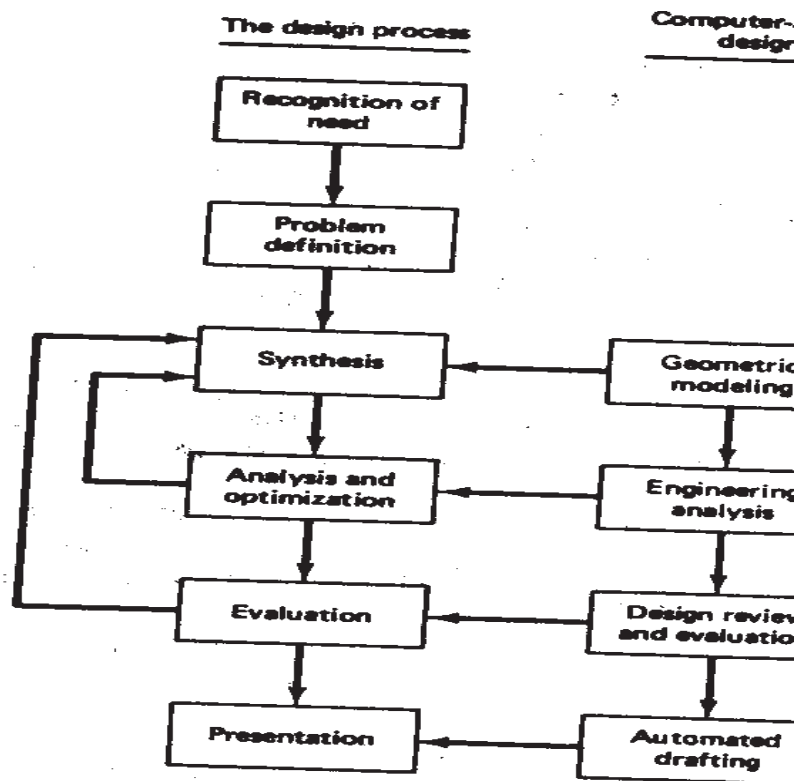 The design process
Computer-
design
Recognition of
need
Problem
definition
Synthesis
Geometric
modeling
Analysis and
optimization
Engineering
analysis
Evaluation
Design review
and evaluation
Presentation
Automated
drafting